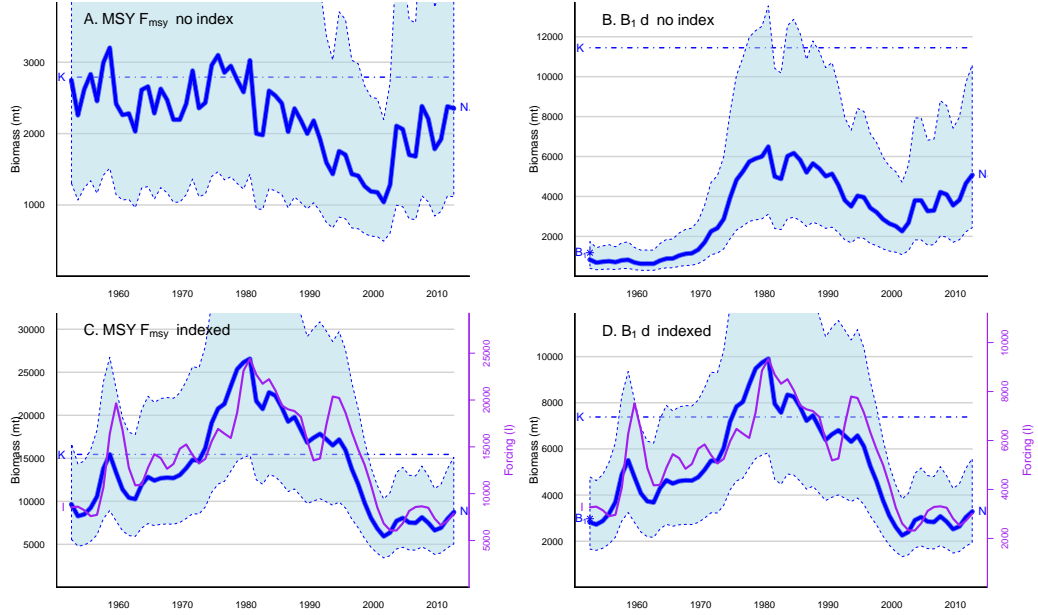 A. MSY Fmsy no index
Biomass (mt)
3000
2000
1000
K
N
1960 1970 1980 1990 2000 2010
B. B1 d no index
Biomass (mt)
12000
10000
8000
6000
4000
2000
K
B1
*
N
1960 1970 1980 1990 2000 2010
C. MSY Fmsy indexed
Biomass (mt)
30000
25000
20000
15000
10000
5000
K
I
N
Forcing (I)
25000
20000
15000
10000
5000
1960 1970 1980 1990 2000 2010
D. B1 d indexed
Biomass (mt)
10000
8000
6000
4000
2000
K
I
B1
*
N
Forcing (I)
10000
8000
6000
4000
2000
1960 1970 1980 1990 2000 2010